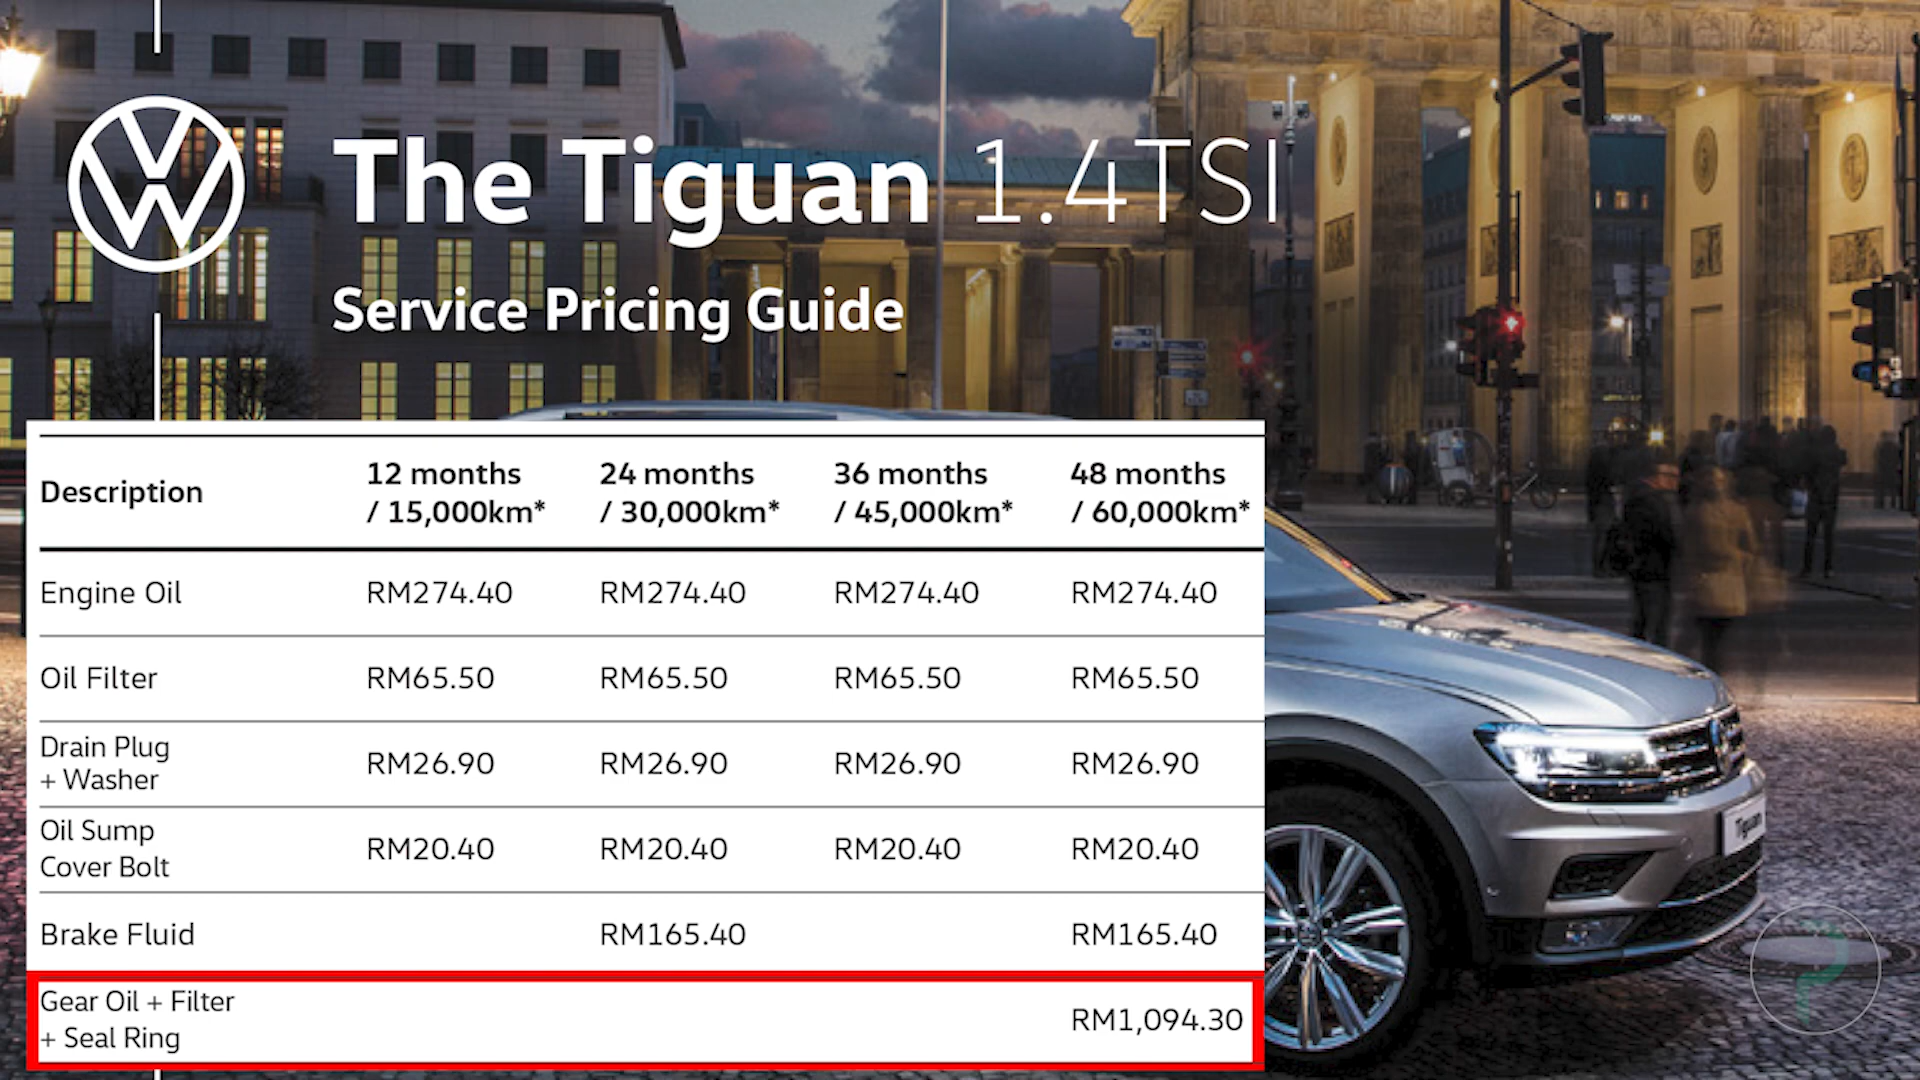 The Tiguan 1.4TSI
Service Pricing Guide
Description 12 months / 15,000km* 24 months / 30,000km* 36 months / 45,000km* 48 months / 60,000km*
Engine Oil RM274.40 RM274.40 RM274.40 RM274.40
Oil Filter RM65.50 RM65.50 RM65.50 RM65.50
Drain Plug + Washer RM26.90 RM26.90 RM26.90 RM26.90
Oil Sump Cover Bolt RM20.40 RM20.40 RM20.40 RM20.40
Brake Fluid RM165.40 RM165.40
Gear Oil + Filter + Seal Ring RM1,094.30
Tiguan